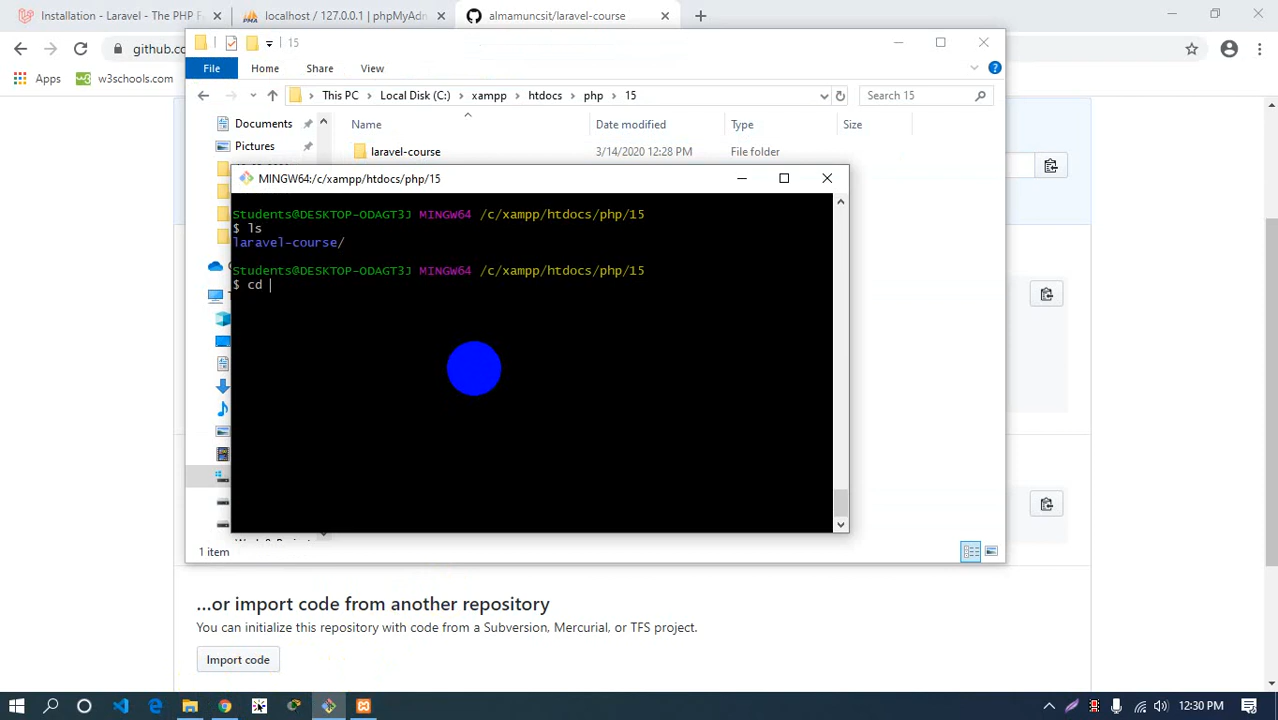 Installation - Laravel - The PHP F
localhost / 127.0.0.1 | phpMyAdn
almamuncsit/laravel-course
github.co
Apps
w3schools.com
15
File
Home
Share
View
This PC > Local Disk (C:) > xampp > htdocs > php > 15
Search 15
Documents
Pictures
Name
Date modified
Type
Size
laravel-course
3/14/2020 12:28 PM
File folder
MINGW64:/c/xampp/htdocs/php/15
Students@DESKTOP-ODAGT3J MINGW64 /c/xampp/htdocs/php/15
$ ls
laravel-course/
Students@DESKTOP-ODAGT3J MINGW64 /c/xampp/htdocs/php/15
$ cd
1 item
...or import code from another repository
You can initialize this repository with code from a Subversion, Mercurial, or TFS project.
Import code
12:30 PM